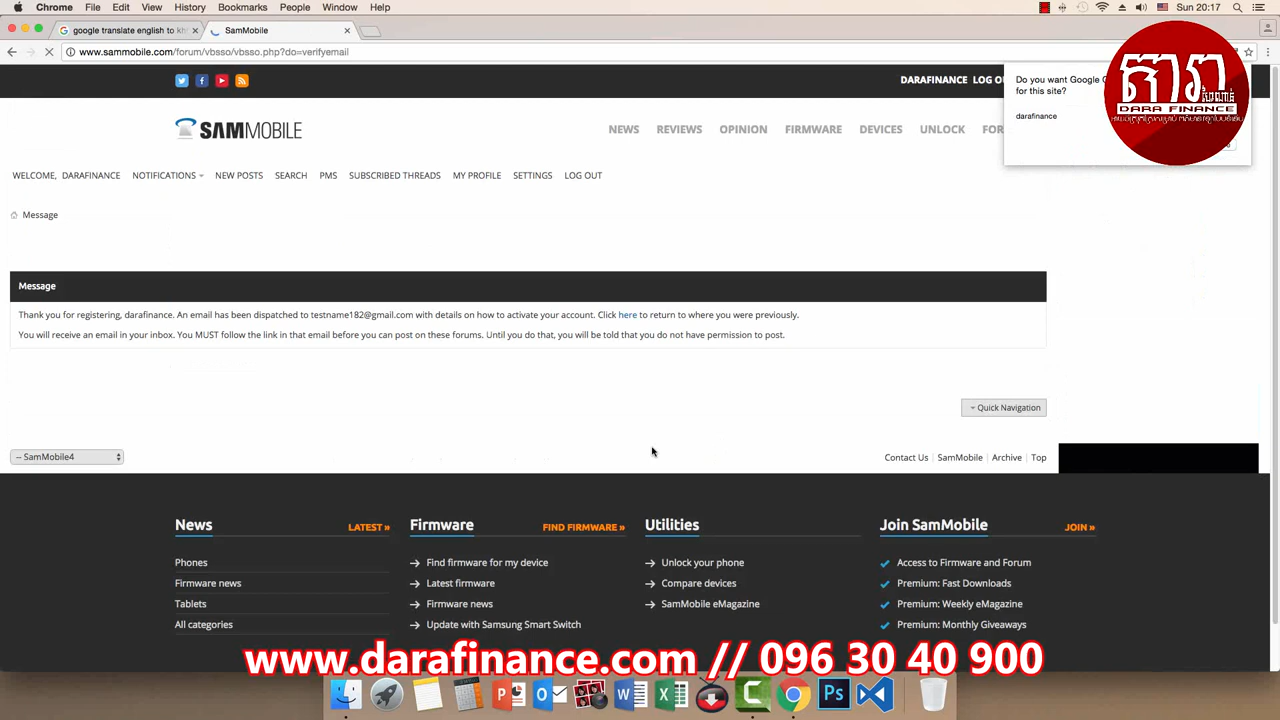 Chrome File Edit View History Bookmarks People Window Help Sun 20:17
google translate english to kh
SamMobile
www.sammobile.com/forum/vbsso/vbsso.php?do=verifyemail
DARAFINANCE LOG OU
Do you want Google C
for this site?
darafinance
តារា
DARA FINANCE
SAMMOBILE
NEWS REVIEWS OPINION FIRMWARE DEVICES UNLOCK FOR
WELCOME, DARAFINANCE NOTIFICATIONS NEW POSTS SEARCH PMS SUBSCRIBED THREADS MY PROFILE SETTINGS LOG OUT
Message
Message
Thank you for registering, darafinance. An email has been dispatched to testname182@gmail.com with details on how to activate your account. Click here to return to where you were previously.
You will receive an email in your inbox. You MUST follow the link in that email before you can post on these forums. Until you do that, you will be told that you do not have permission to post.
Quick Navigation
-- SamMobile4
Contact Us SamMobile Archive Top
News LATEST »
Phones
Firmware news
Tablets
All categories
Firmware FIND FIRMWARE »
Find firmware for my device
Latest firmware
Firmware news
Update with Samsung Smart Switch
Utilities
Unlock your phone
Compare devices
SamMobile eMagazine
Join SamMobile JOIN »
Access to Firmware and Forum
Premium: Fast Downloads
Premium: Weekly eMagazine
Premium: Monthly Giveaways
www.darafinance.com // 096 30 40 900